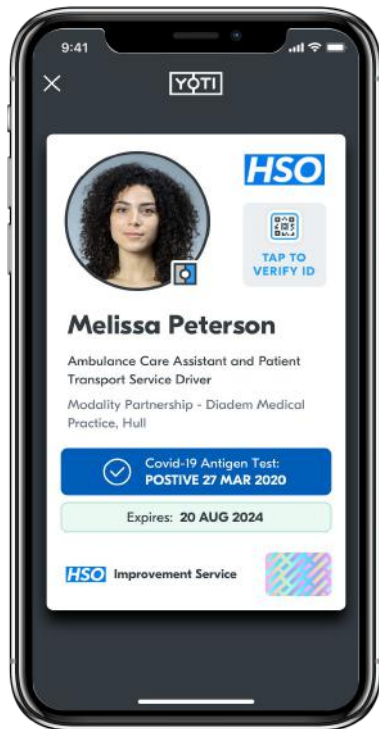 9:41
YOTI
HSO
TAP TO
VERIFY ID
Melissa Peterson
Ambulance Care Assistant and Patient
Transport Service Driver
Modality Partnership - Diadem Medical
Practice, Hull
Covid-19 Antigen Test:
POSTIVE 27 MAR 2020
Expires: 20 AUG 2024
HSO Improvement Service